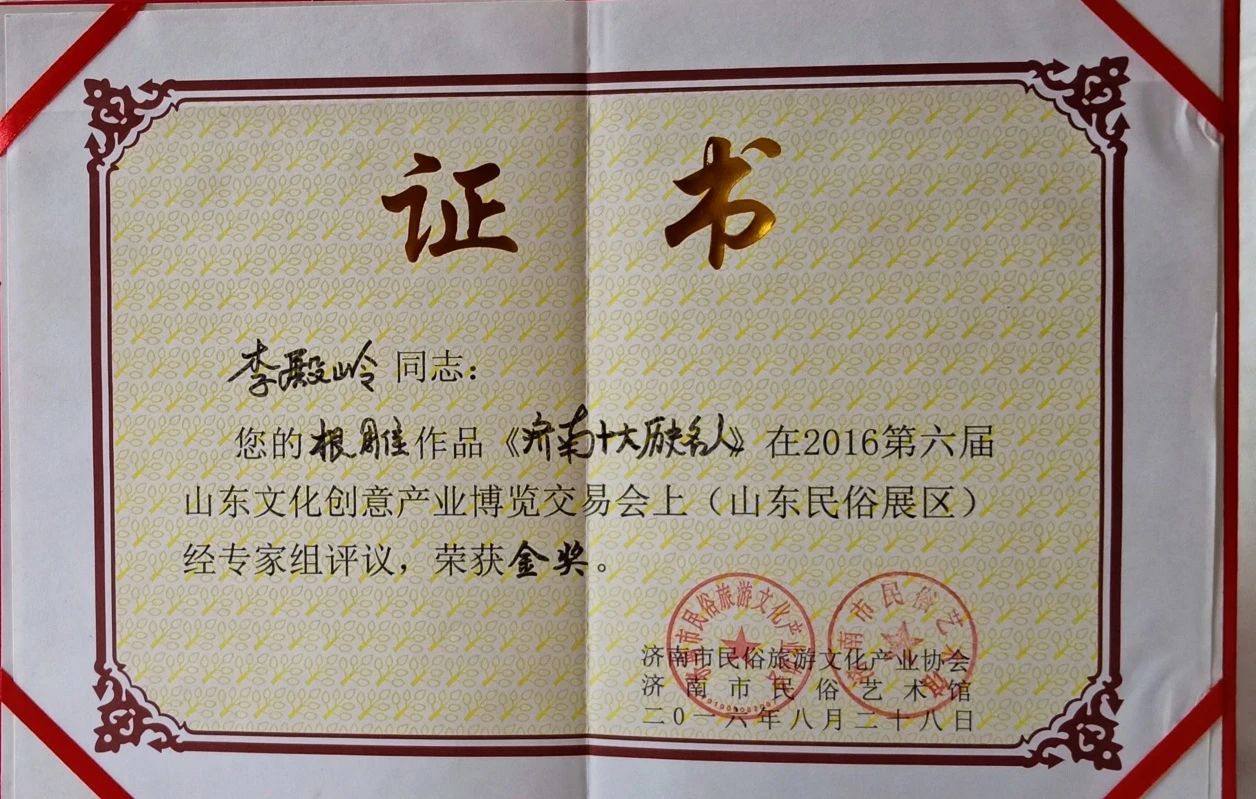 证 书
李殿岭同志：
您的根雕作品《济南十大历史名人》在2016第六届
山东文化创意产业博览交易会上（山东民俗展区）
经专家组评议，荣获金奖。
济南市民俗旅游文化产业协会
济南市民俗艺术馆
二〇一六年八月二十八日